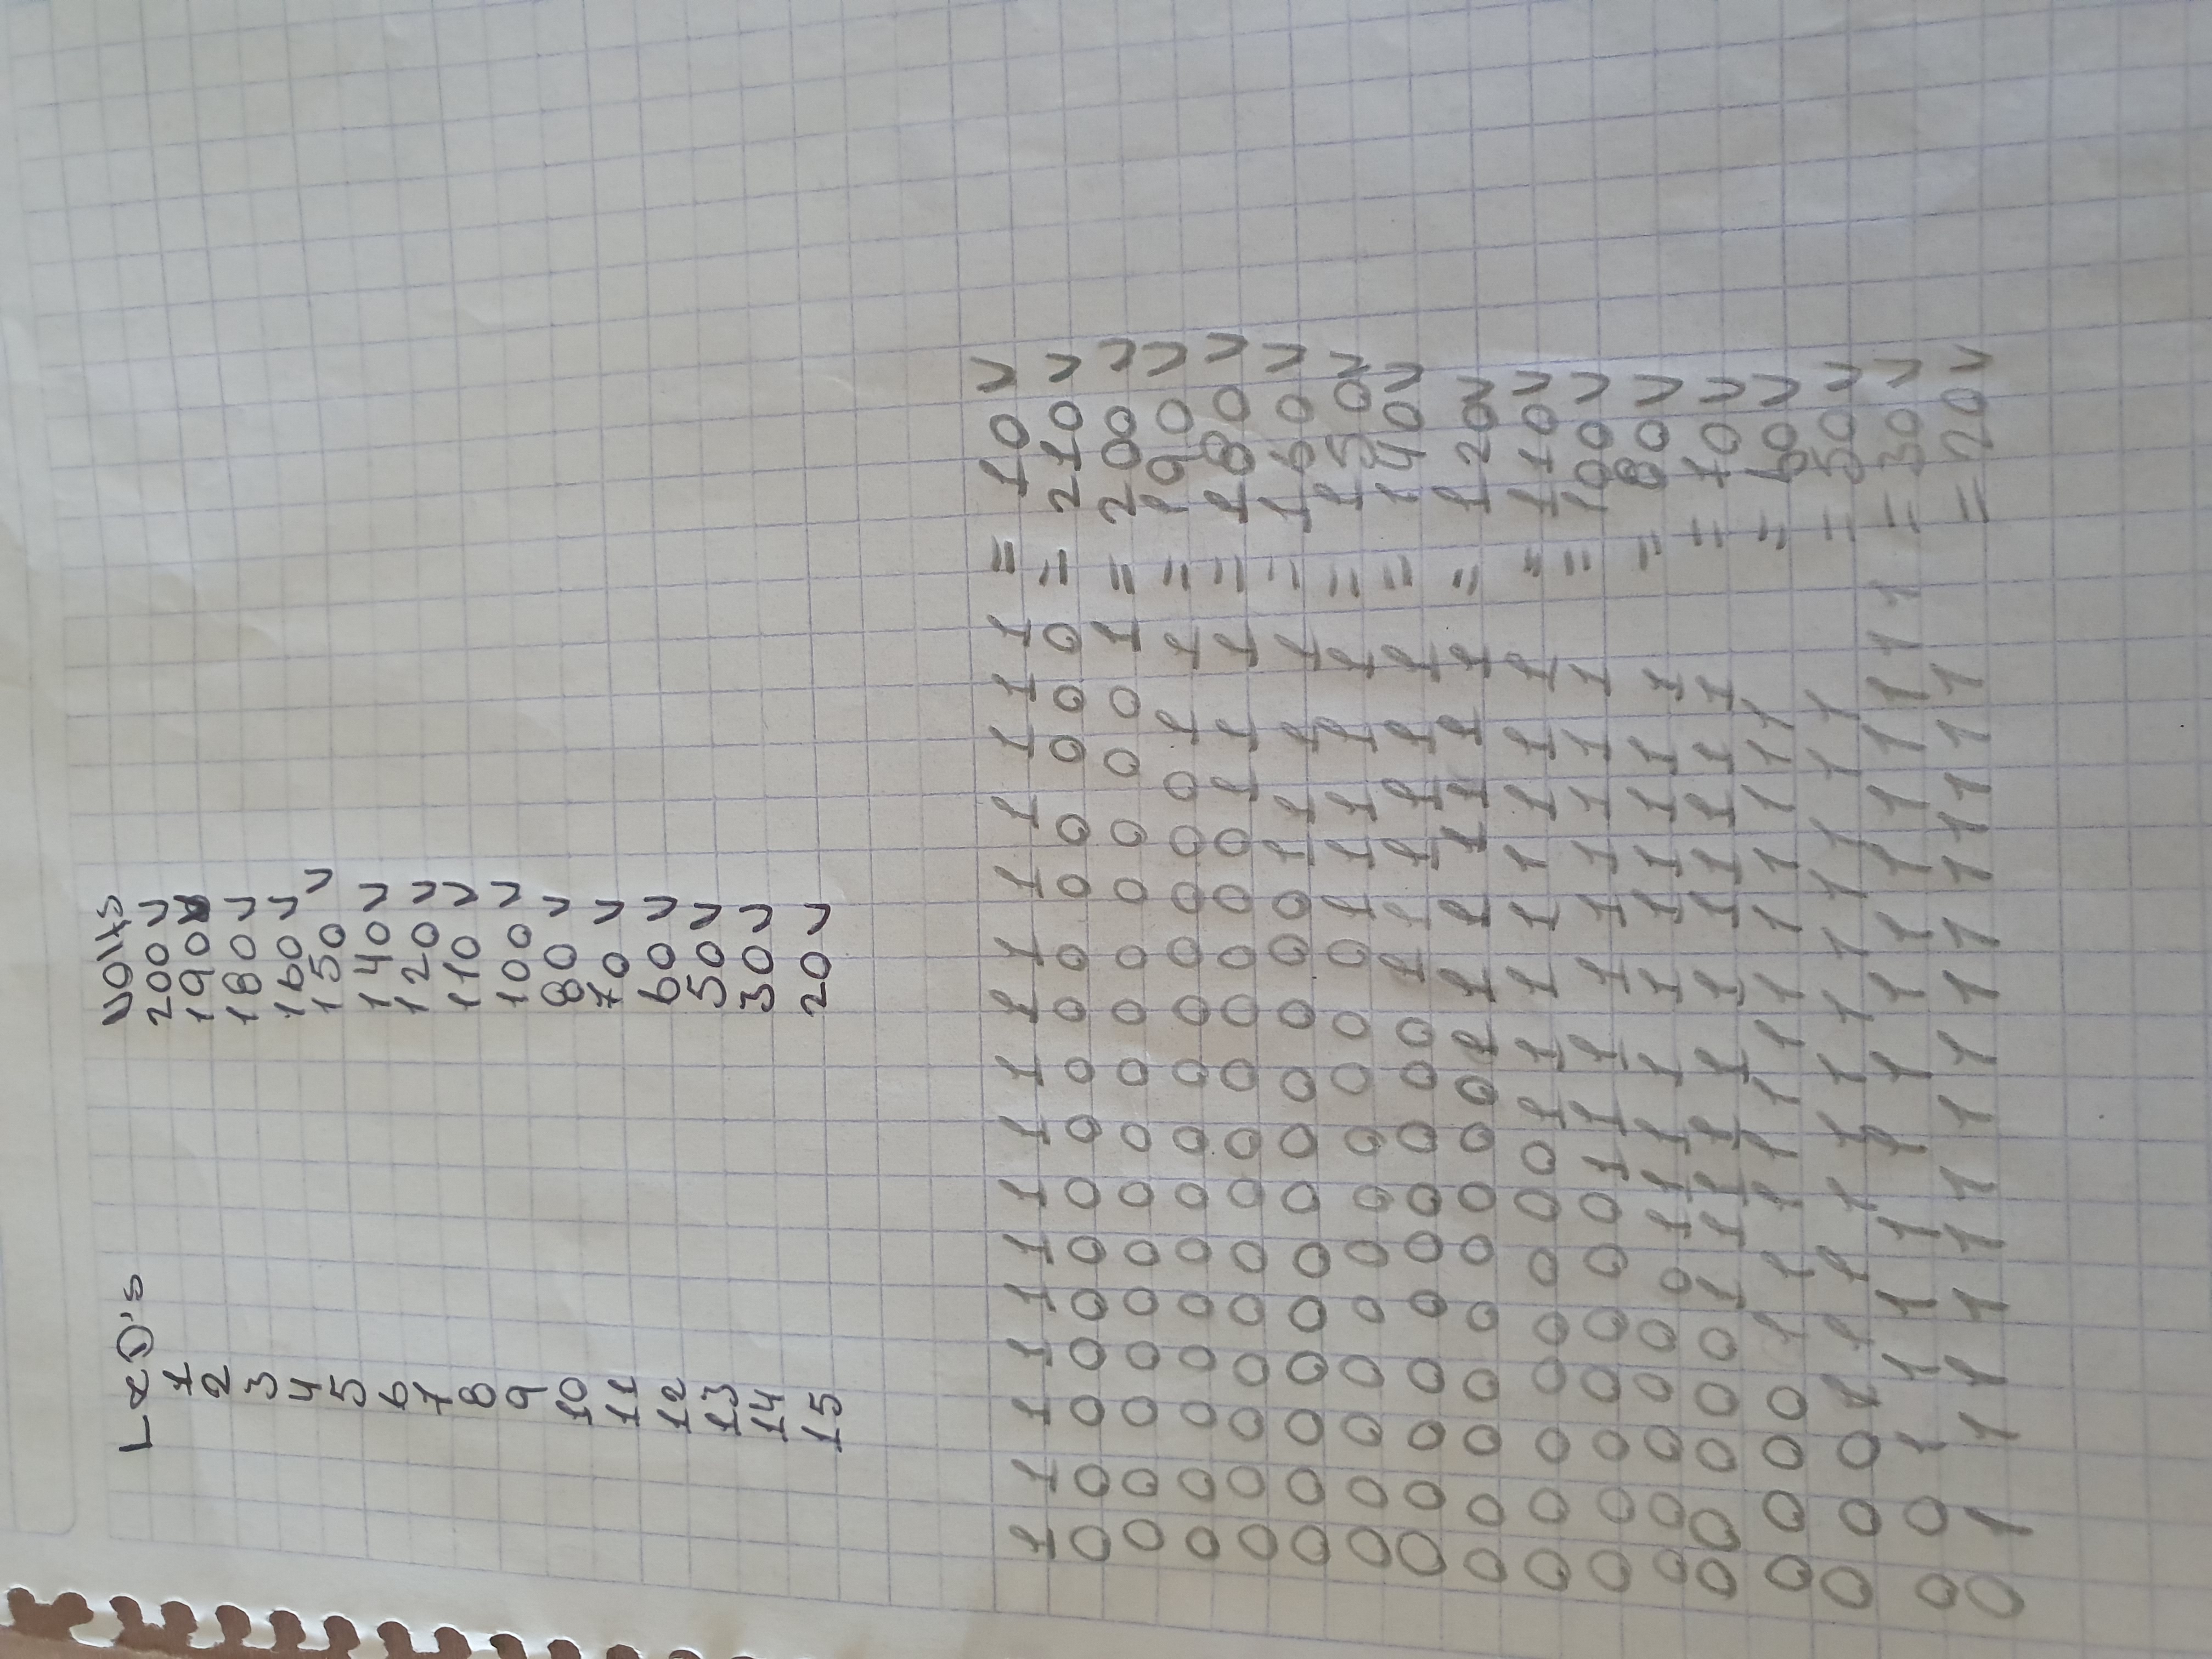 LED's Volts
1 200 V
2 190 V
3 180 V
4 160 V
5 150 V
6 140 V
7 120 V
8 110 V
9 100 V
10 80 V
11 70 V
12 60 V
13 50 V
14 30 V
15 20 V
1 1 1 1 1 1 1 1 1 1 1 1 1 1 1 1 = 10 V
0 0 0 0 0 0 0 0 0 0 0 0 0 0 0 0 = 210 V
0 0 0 0 0 0 0 0 0 0 0 0 0 0 0 1 = 200 V
0 0 0 0 0 0 0 0 0 0 0 0 0 0 1 1 = 190 V
0 0 0 0 0 0 0 0 0 0 0 0 0 1 1 1 = 180 V
0 0 0 0 0 0 0 0 0 0 0 0 1 1 1 1 = 160 V
0 0 0 0 0 0 0 0 0 0 0 1 1 1 1 1 = 150 V
0 0 0 0 0 0 0 0 0 0 1 1 1 1 1 1 = 140 V
0 0 0 0 0 0 0 0 0 1 1 1 1 1 1 1 = 120 V
0 0 0 0 0 0 0 0 1 1 1 1 1 1 1 1 = 110 V
0 0 0 0 0 0 0 1 1 1 1 1 1 1 1 1 = 100 V
0 0 0 0 0 0 1 1 1 1 1 1 1 1 1 1 = 80 V
0 0 0 0 0 1 1 1 1 1 1 1 1 1 1 1 = 70 V
0 0 0 0 1 1 1 1 1 1 1 1 1 1 1 1 = 60 V
0 0 0 1 1 1 1 1 1 1 1 1 1 1 1 = 50 V
0 0 1 1 1 1 1 1 1 1 1 1 1 1 1 1 = 30 V
0 1 1 1 1 1 1 1 1 1 1 1 1 1 1 1 = 20 V